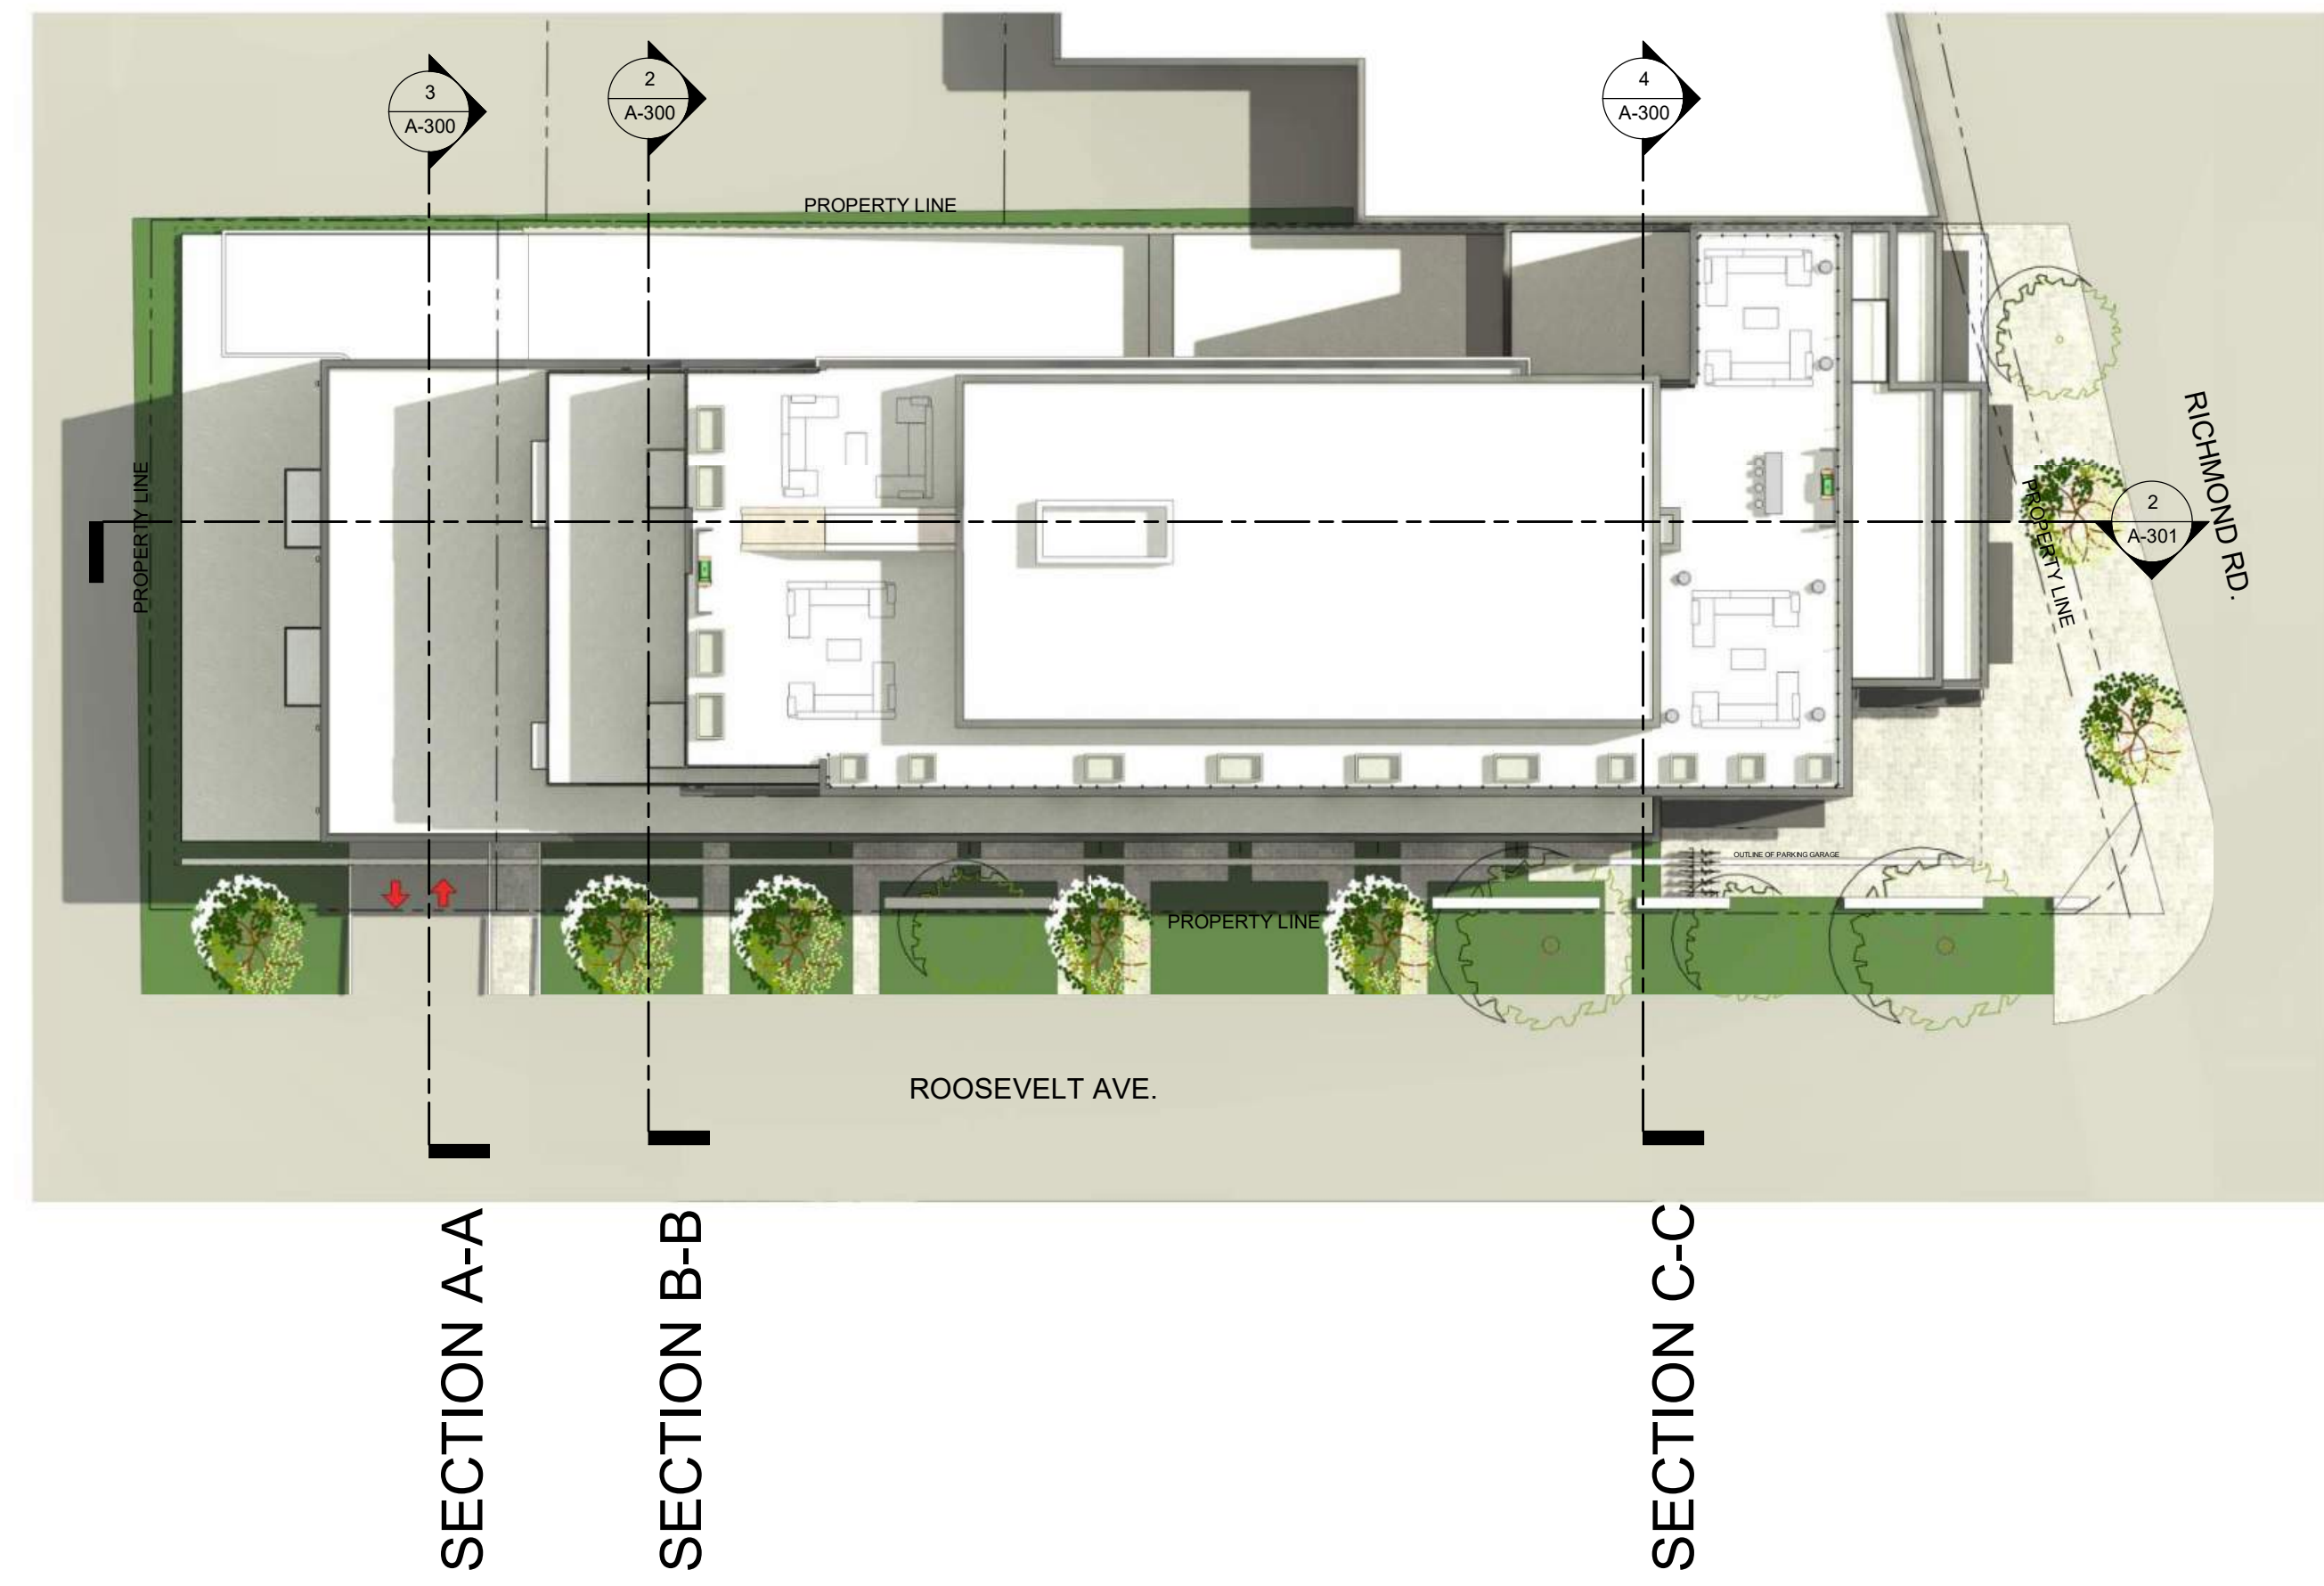 3
A-300
2
A-300
4
A-300
PROPERTY LINE
PROPERTY LINE
RICHMOND RD.
PROPERTY LINE
2
A-301
OUTLINE OF PARKING GARAGE
PROPERTY LINE
ROOSEVELT AVE.
SECTION A-A
SECTION B-B
SECTION C-C